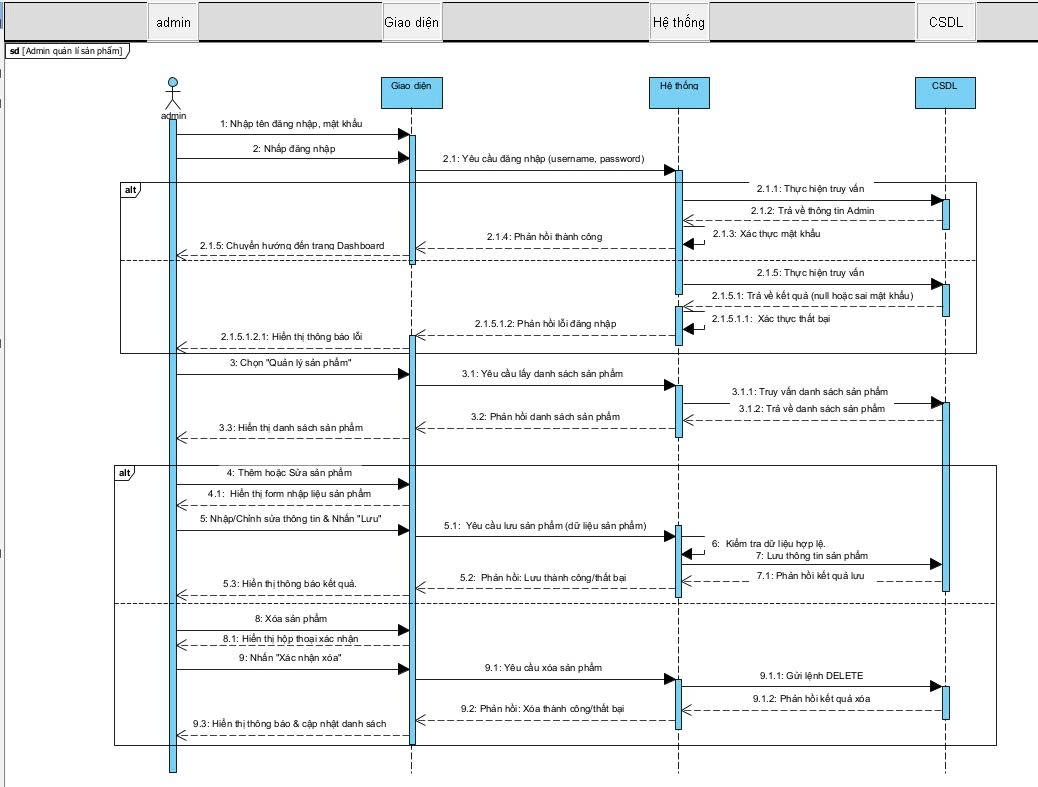 admin
Giao diện
Hệ thống
CSDL
sd [Admin quản lí sản phẩm]
Giao diện
Hệ thống
CSDL
admin
1: Nhập tên đăng nhập, mật khẩu
2: Nhấp đăng nhập
2.1: Yêu cầu đăng nhập (username, password)
alt
2.1.1: Thực hiện truy vấn
2.1.2: Trả về thông tin Admin
2.1.3: Xác thực mật khẩu
2.1.4: Phản hồi thành công
2.1.5: Chuyển hướng đến trang Dashboard
2.1.5: Thực hiện truy vấn
2.1.5.1: Trả về kết quả (null hoặc sai mật khẩu)
2.1.5.1.1: Xác thực thất bại
2.1.5.1.2: Phản hồi lỗi đăng nhập
2.1.5.1.2.1: Hiển thị thông báo lỗi
3: Chọn "Quản lý sản phẩm"
3.1: Yêu cầu lấy danh sách sản phẩm
3.1.1: Truy vấn danh sách sản phẩm
3.1.2: Trả về danh sách sản phẩm
3.2: Phản hồi danh sách sản phẩm
3.3: Hiển thị danh sách sản phẩm
alt
4: Thêm hoặc Sửa sản phẩm
4.1: Hiển thị form nhập liệu sản phẩm
5: Nhập/Chỉnh sửa thông tin & Nhấn "Lưu"
5.1: Yêu cầu lưu sản phẩm (dữ liệu sản phẩm)
6: Kiểm tra dữ liệu hợp lệ.
7: Lưu thông tin sản phẩm
7.1: Phản hồi kết quả lưu
5.2: Phản hồi: Lưu thành công/thất bại
5.3: Hiển thị thông báo kết quả.
8: Xóa sản phẩm
8.1: Hiển thị hộp thoại xác nhận
9: Nhấn "Xác nhận xóa"
9.1: Yêu cầu xóa sản phẩm
9.1.1: Gửi lệnh DELETE
9.1.2: Phản hồi kết quả xóa
9.2: Phản hồi: Xóa thành công/thất bại
9.3: Hiển thị thông báo & cập nhật danh sách